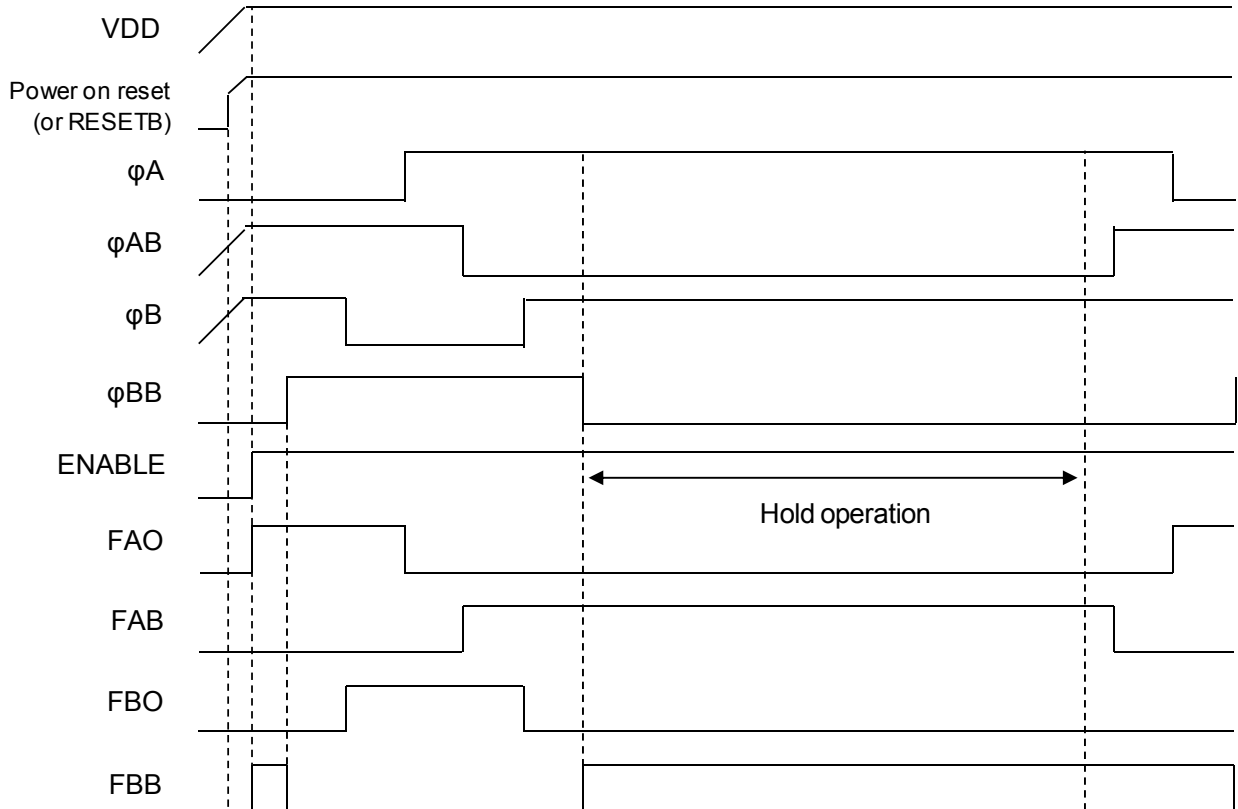 VDD
Power on reset
(or RESETB)
φA
φAB
φB
φBB
ENABLE
Hold operation
FAO
FAB
FBO
FBB